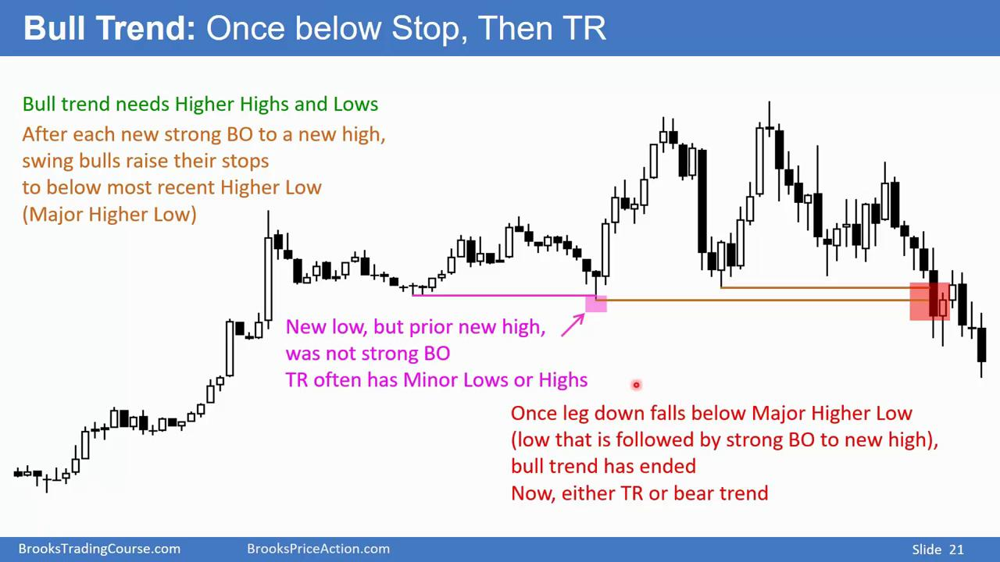 Bull Trend: Once below Stop, Then TR
Bull trend needs Higher Highs and Lows
After each new strong BO to a new high,
swing bulls raise their stops
to below most recent Higher Low
(Major Higher Low)
New low, but prior new high,
was not strong BO
TR often has Minor Lows or Highs
Once leg down falls below Major Higher Low
(low that is followed by strong BO to new high),
bull trend has ended
Now, either TR or bear trend
BrooksTradingCourse.com
BrooksPriceAction.com
Slide 21